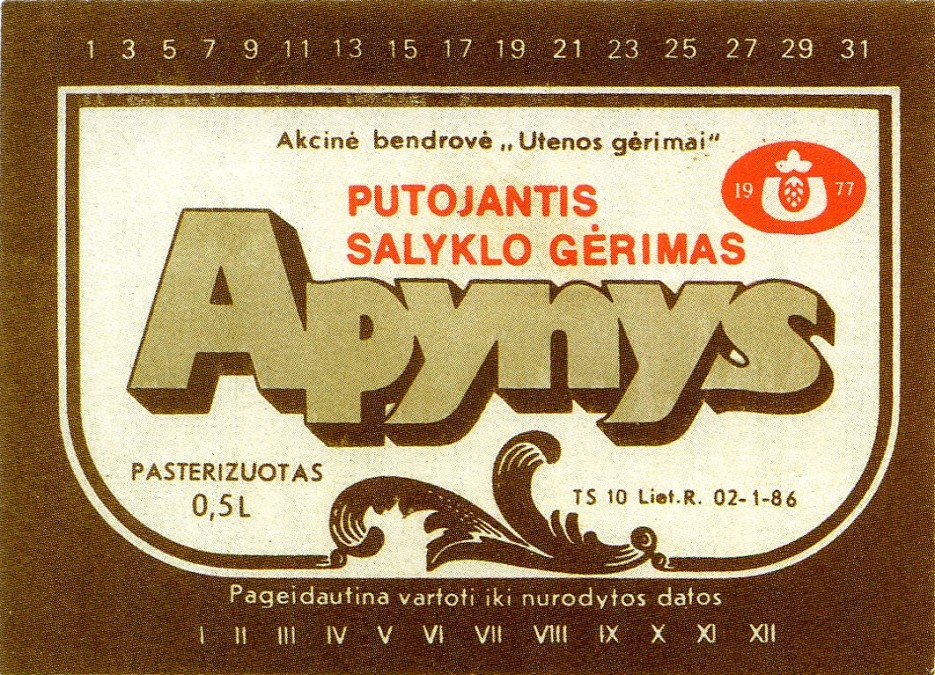 1 3 5 7 9 11 13 15 17 19 21 23 25 27 29 31
Akcinė bendrovė „Utenos gėrimai“
PUTOJANTIS
SALYKLO GĖRIMAS
19 77
Apynys
PASTERIZUOTAS
0,5L
TS 10 Liet.R. 02-1-86
Pageidautina vartoti iki nurodytos datos
I II III IV V VI VII VIII IX X XI XII